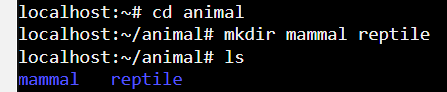 localhost:~# cd animal
localhost:~/animal# mkdir mammal reptile
localhost:~/animal# ls
mammal   reptile